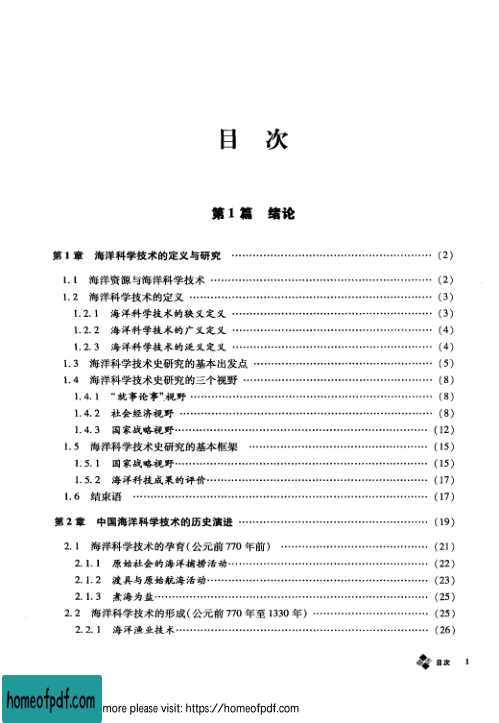 目 次
第1篇 绪论
第1章 海洋科学技术的定义与研究 ……………………………………………… (2)
1.1 海洋资源与海洋科学技术 ……………………………………………… (2)
1.2 海洋科学技术的定义 ……………………………………………… (3)
1.2.1 海洋科学技术的狭义定义 ……………………………………………… (3)
1.2.2 海洋科学技术的广义定义 ……………………………………………… (4)
1.2.3 海洋科学技术的泛义定义 ……………………………………………… (4)
1.3 海洋科学技术史研究的基本出发点 ……………………………………………… (5)
1.4 海洋科学技术史研究的三个视野 ……………………………………………… (8)
1.4.1 “就事论事”视野 ……………………………………………… (8)
1.4.2 社会经济视野 ……………………………………………… (8)
1.4.3 国家战略视野 ……………………………………………… (12)
1.5 海洋科学技术史研究的基本框架 ……………………………………………… (15)
1.5.1 国家战略视野 ……………………………………………… (15)
1.5.2 海洋科技成果的评价 ……………………………………………… (17)
1.6 结束语 ……………………………………………… (17)
第2章 中国海洋科学技术的历史演进 ……………………………………………… (19)
2.1 海洋科学技术的孕育(公元前770年前) ……………………………………………… (21)
2.1.1 原始社会的海洋捕捞活动 ……………………………………………… (22)
2.1.2 渡具与原始航海活动 ……………………………………………… (23)
2.1.3 煮海为盐 ……………………………………………… (25)
2.2 海洋科学技术的形成(公元前770年至1330年) ……………………………………………… (25)
2.2.1 海洋渔业技术 ……………………………………………… (26)
目次 1
homeofpdf.com more please visit: https://homeofpdf.com